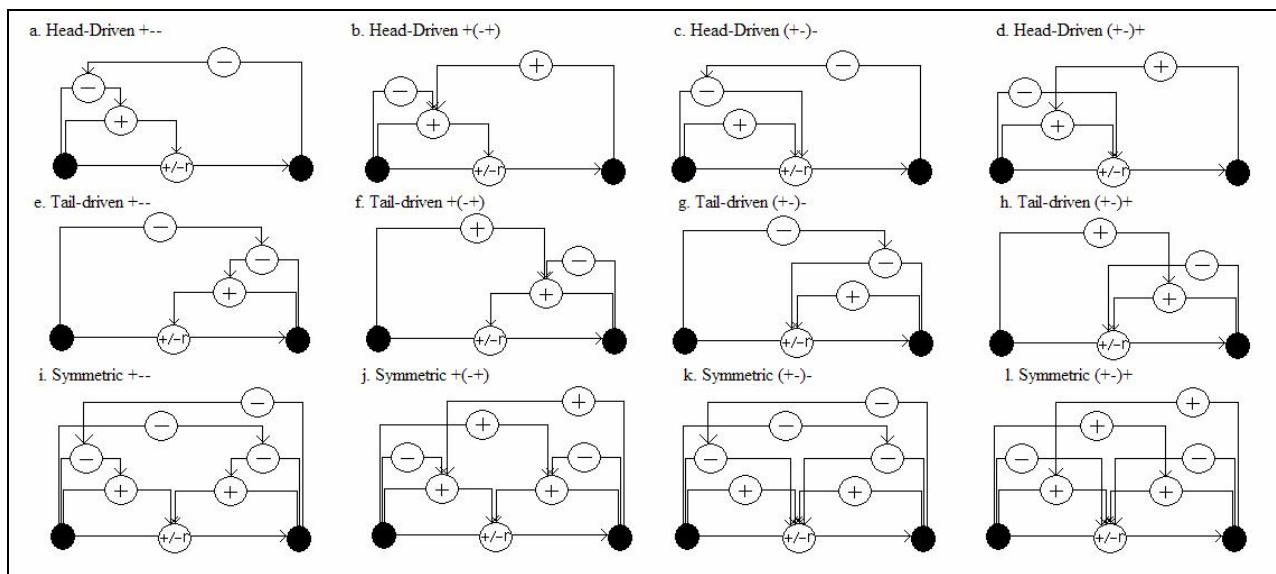 a. Head-Driven +--
b. Head-Driven +(-+)
c. Head-Driven (+-)-
d. Head-Driven (+-)+
− + − +
− − − −
+ + + +
+/−r +/−r +/−r +/−r
e. Tail-driven +--
f. Tail-driven +(-+)
g. Tail-driven (+-)-
h. Tail-driven (+-)+
− + − +
− − − −
+ + + +
+/−r +/−r +/−r +/−r
i. Symmetric +--
j. Symmetric +(-+)
k. Symmetric (+-)-
l. Symmetric (+-)+
− + − +
− + − +
− − − − − − − −
+ + + + + + + +
+/−r +/−r +/−r +/−r